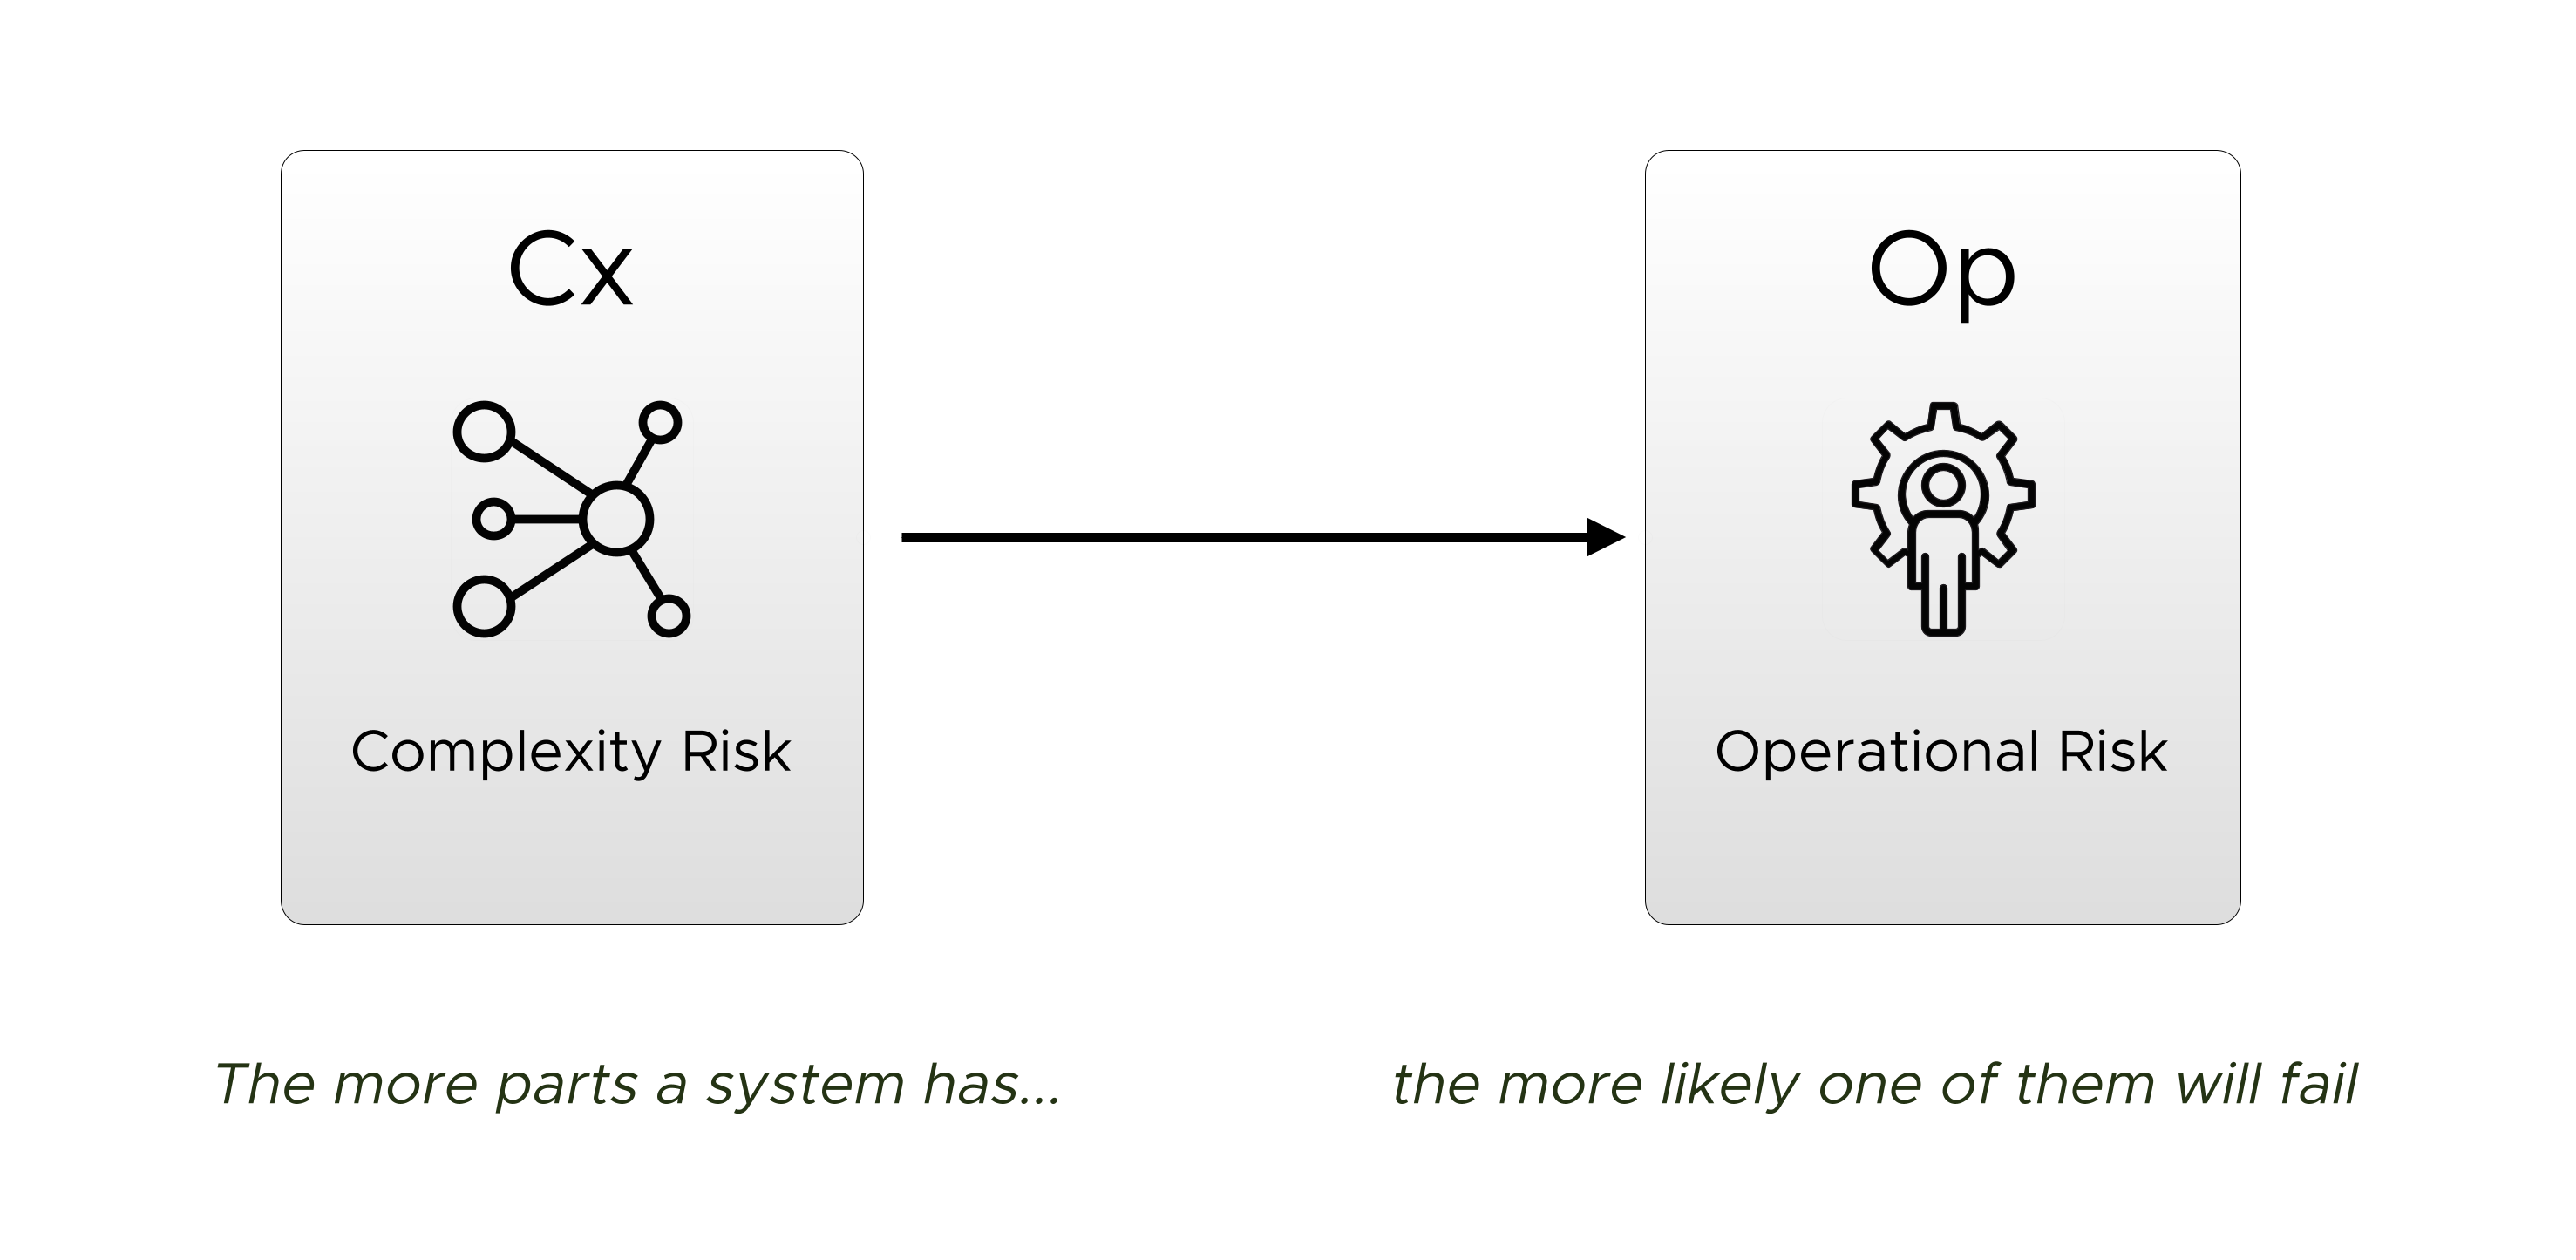 Cx
Op
Complexity Risk
Operational Risk
The more parts a system has...
the more likely one of them will fail